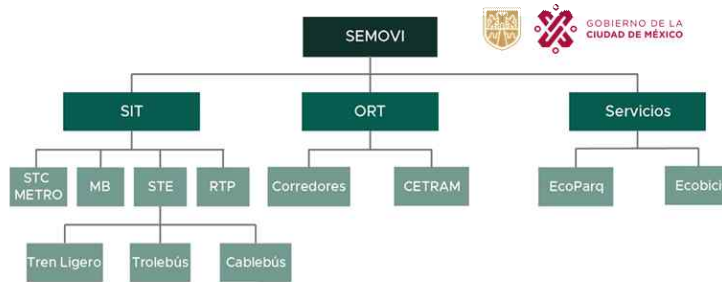 SEMOVI
GOBIERNO DE LA
CIUDAD DE MÉXICO
SIT
ORT
Servicios
STC
METRO
MB
STE
RTP
Corredores
CETRAM
EcoParq
Ecobici
Tren Ligero
Trolebús
Cablebús